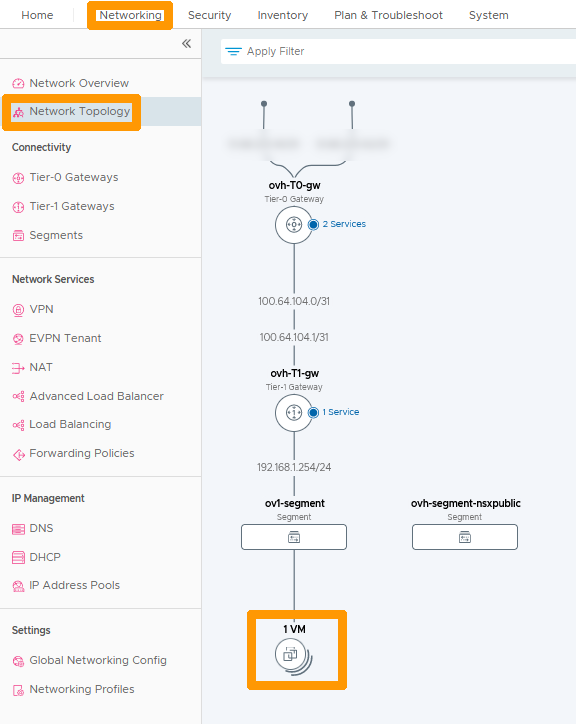 Home Networking Security Inventory Plan & Troubleshoot System
«
Apply Filter
Network Overview
Network Topology
Connectivity
Tier-0 Gateways
Tier-1 Gateways
Segments
Network Services
VPN
EVPN Tenant
NAT
Advanced Load Balancer
Load Balancing
Forwarding Policies
IP Management
DNS
DHCP
IP Address Pools
Settings
Global Networking Config
Networking Profiles
ovh-T0-gw
Tier-0 Gateway
2 Services
100.64.104.0/31
100.64.104.1/31
ovh-T1-gw
Tier-1 Gateway
1 Service
192.168.1.254/24
ov1-segment
Segment
ovh-segment-nsxpublic
Segment
1 VM